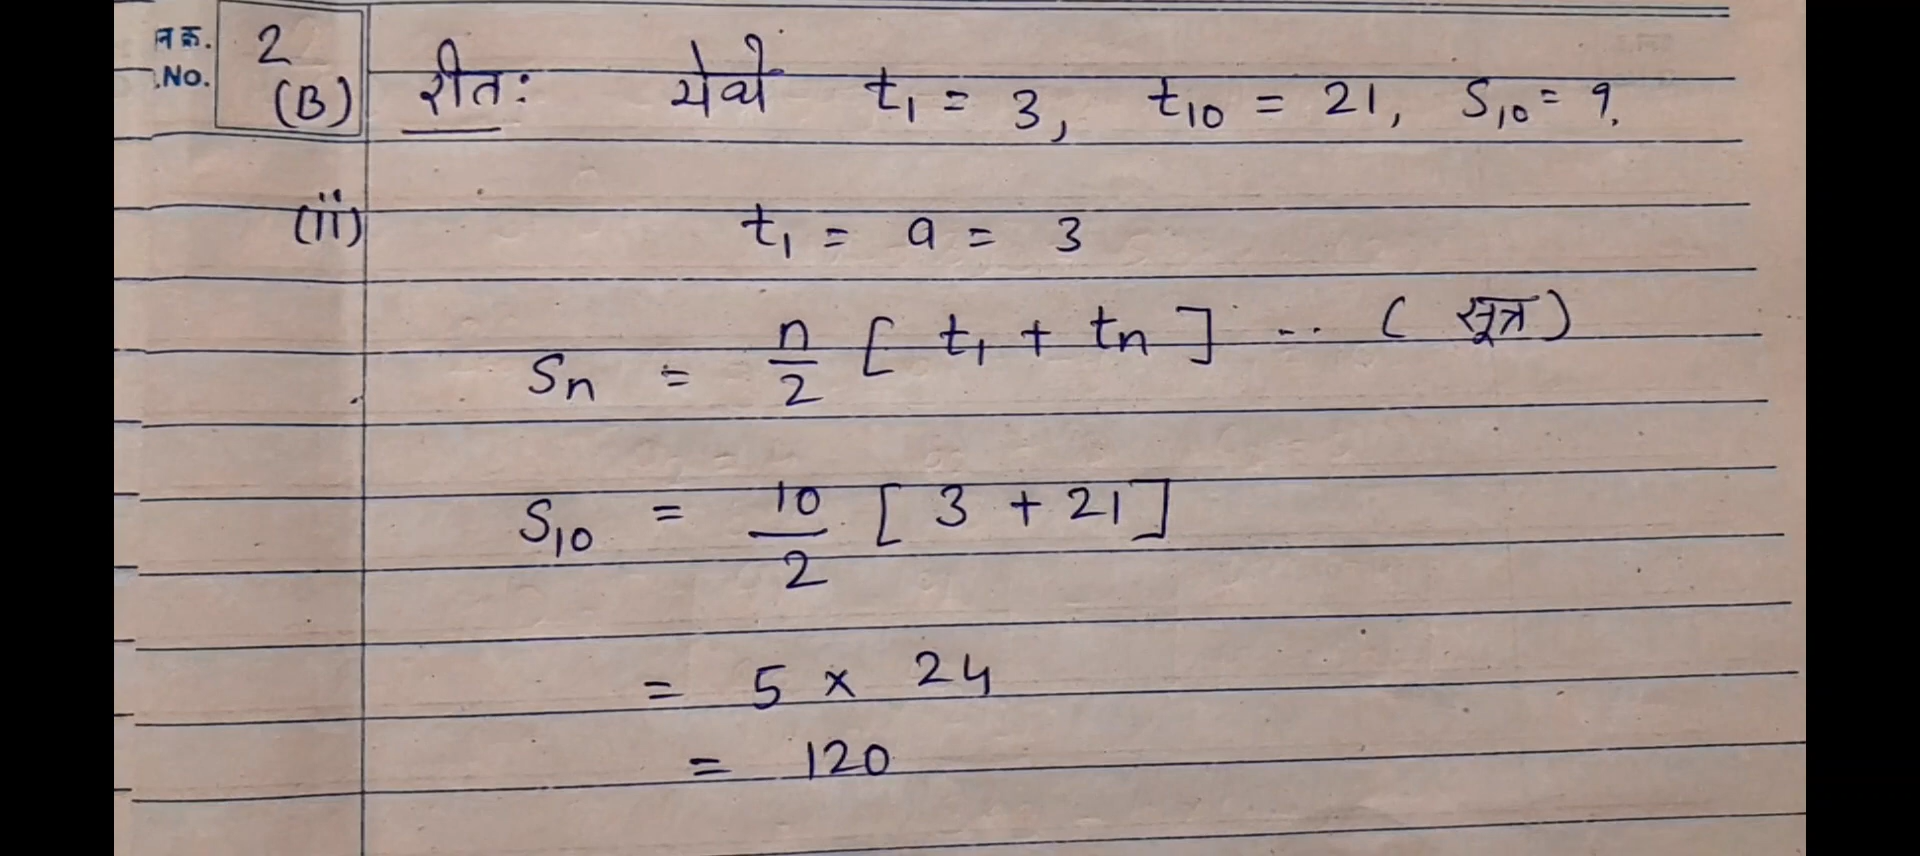 न क्र.
No.
2
(B)
रीत: येथे t₁ = 3, t₁₀ = 21, S₁₀ = ?.
(ii) t₁ = a = 3
Sn = n/2 [ t₁ + tn ] ... ( सूत्र )
S₁₀ = 10/2 [ 3 + 21 ]
= 5 × 24
= 120